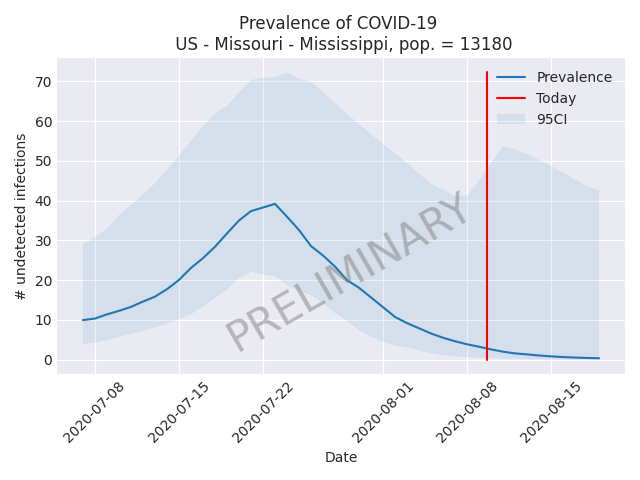 Prevalence of COVID-19
US - Missouri - Mississippi, pop. = 13180
70
60
50
40
30
20
10
0
# undetected infections
Prevalence
Today
95CI
PRELIMINARY
2020-07-08
2020-07-15
2020-07-22
2020-08-01
2020-08-08
2020-08-15
Date